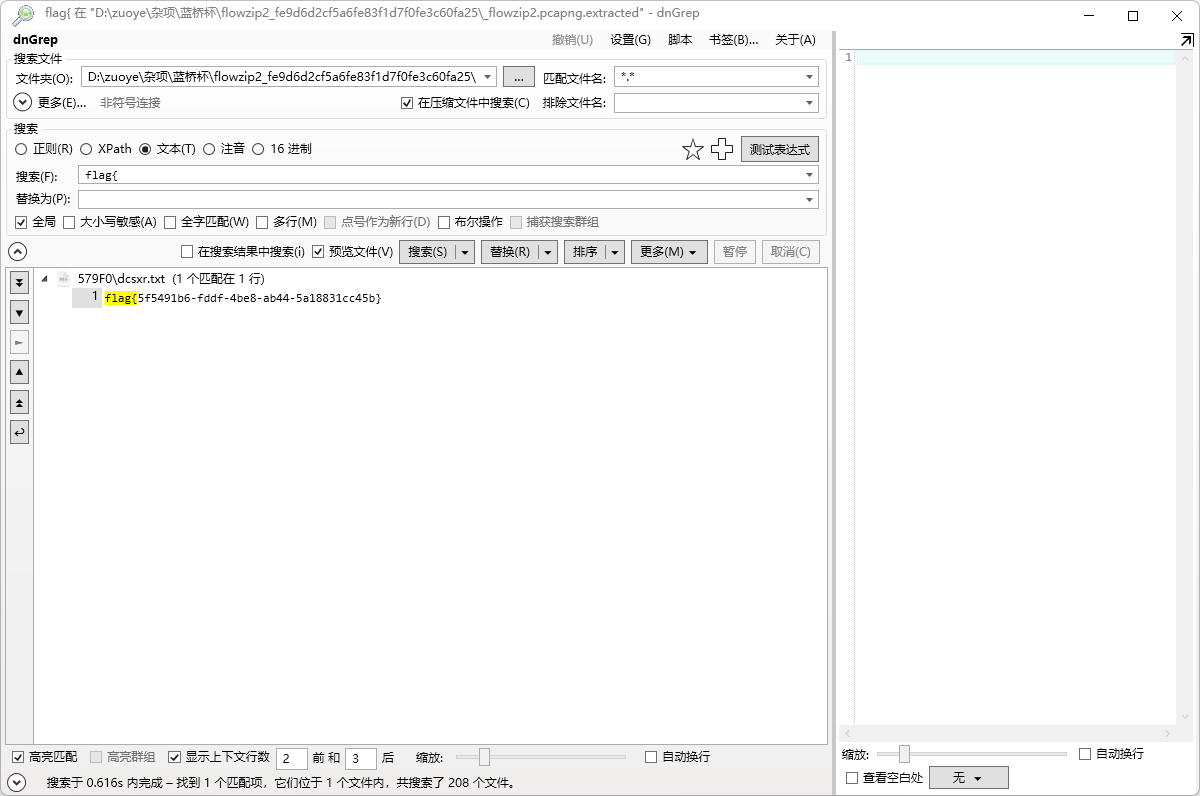 flag{ 在 "D:\zuoye\杂项\蓝桥杯\flowzip2_fe9d6d2cf5a6fe83f1d7f0fe3c60fa25\_flowzip2.pcapng.extracted" - dnGrep
dnGrep 撤销(U) 设置(G) 脚本 书签(B)... 关于(A)
搜索文件
文件夹(O): D:\zuoye\杂项\蓝桥杯\flowzip2_fe9d6d2cf5a6fe83f1d7f0fe3c60fa25\ ... 匹配文件名: *.*
更多(E)... 非符号连接 在压缩文件中搜索(C) 排除文件名:
搜索
正则(R) XPath 文本(T) 注音 16 进制 测试表达式
搜索(F): flag{
替换为(P):
全局 大小写敏感(A) 全字匹配(W) 多行(M) 点号作为新行(D) 布尔操作 捕获搜索群组
在搜索结果中搜索(i) 预览文件(V) 搜索(S) 替换(R) 排序 更多(M) 暂停 取消(C)
579F0\dcsxr.txt (1 个匹配在 1 行)
1 flag{5f5491b6-fddf-4be8-ab44-5a18831cc45b}
高亮匹配 高亮群组 显示上下文行数 2 前 和 3 后 缩放: 自动换行
搜索于 0.616s 内完成 – 找到 1 个匹配项，它们位于 1 个文件内，共搜索了 208 个文件。
1
缩放: 自动换行
查看空白处 无